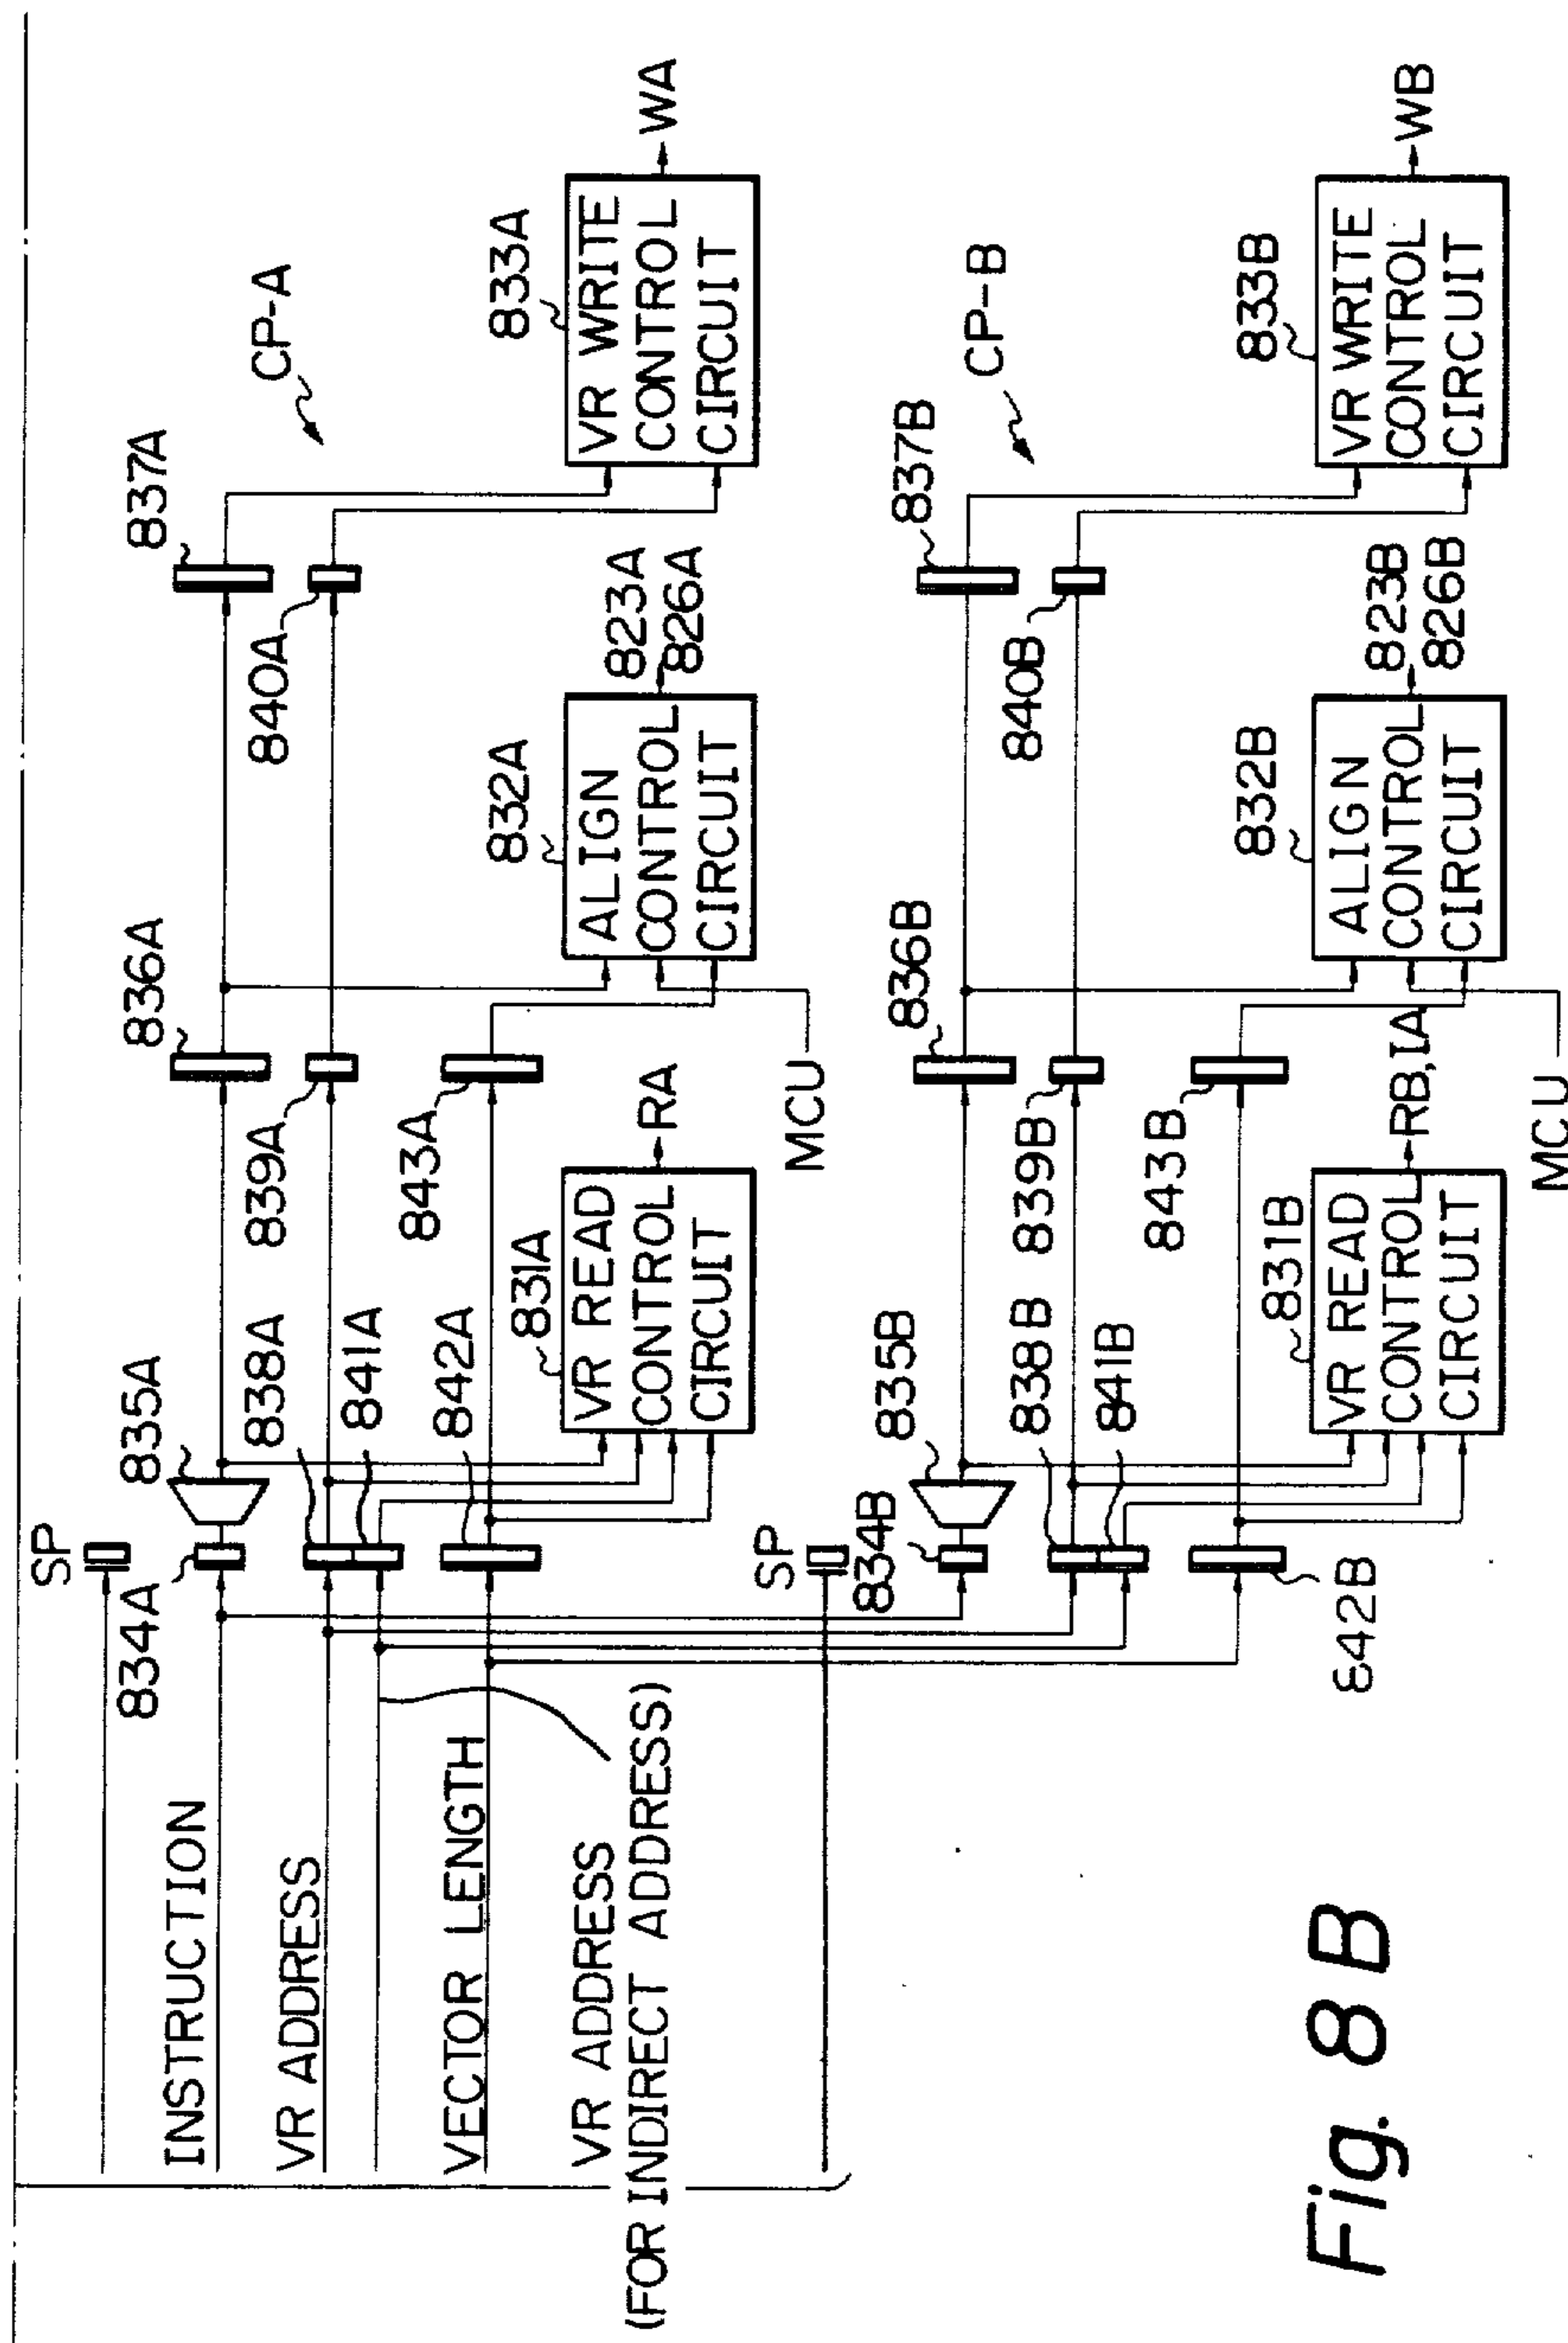 SP
834A
835A
836A
837A
CP-A
INSTRUCTION
838A
839A
840A
833A
VR ADDRESS
841A
VR WRITE
CONTROL
CIRCUIT
WA
842A
843A
832A
VECTOR LENGTH
831A
ALIGN
CONTROL
CIRCUIT
823A
826A
VR READ
CONTROL
CIRCUIT
RA
VR ADDRESS
(FOR INDIRECT ADDRESS)
MCU
SP
834B
835B
836B
837B
CP-B
838B
839B
840B
833B
841B
VR WRITE
CONTROL
CIRCUIT
WB
843B
832B
831B
ALIGN
CONTROL
CIRCUIT
823B
826B
642B
VR READ
CONTROL
CIRCUIT
RB,IA
MCU
Fig. 8B